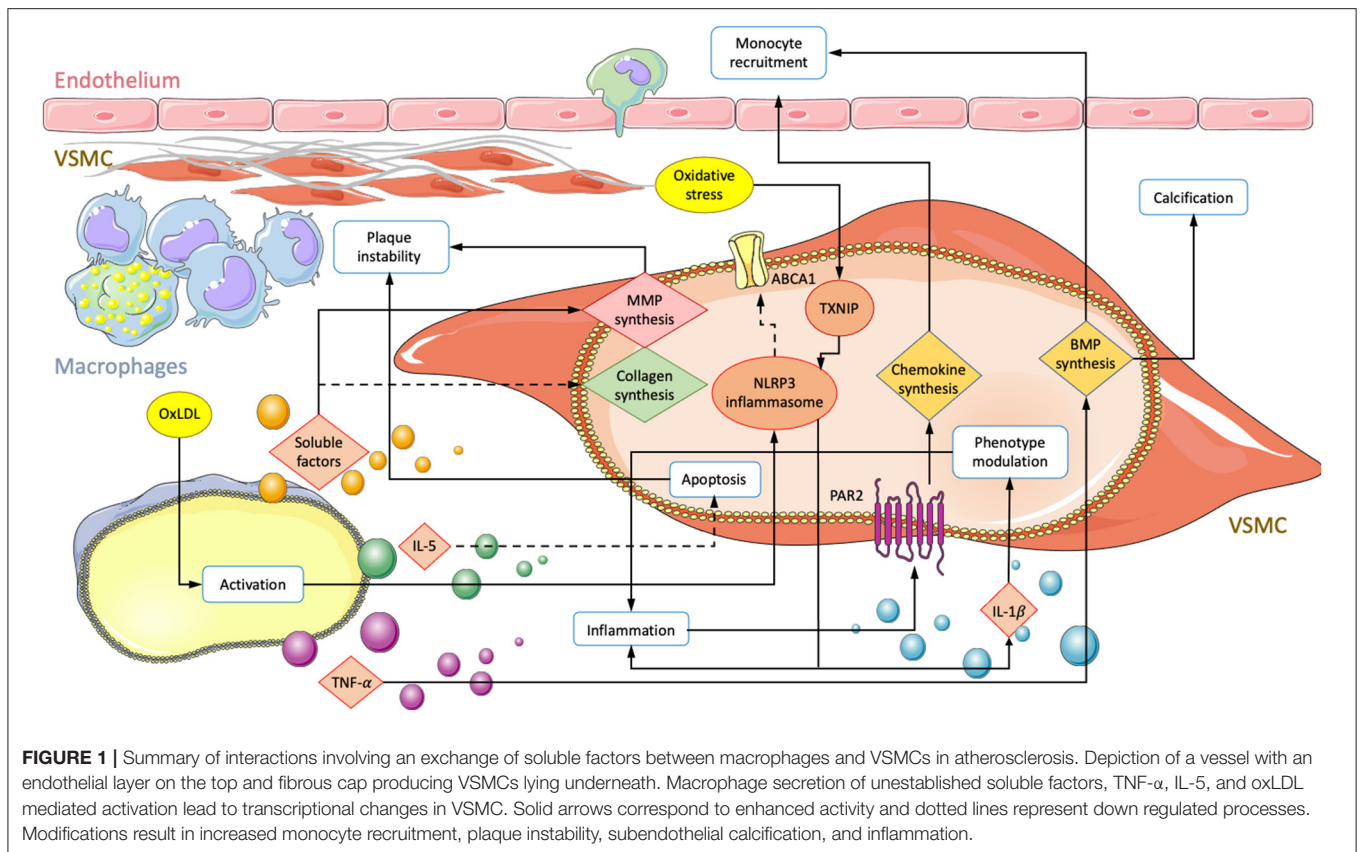 Monocyte
recruitment
Endothelium
VSMC
Oxidative
stress
Calcification
Plaque
instability
ABCA1
MMP
synthesis
TXNIP
BMP
synthesis
Macrophages
Chemokine
synthesis
Collagen
synthesis
NLRP3
inflammasome
OxLDL
Soluble
factors
Phenotype
modulation
Apoptosis
PAR2
VSMC
IL-5
Activation
IL-1β
Inflammation
TNF-α
FIGURE 1 | Summary of interactions involving an exchange of soluble factors between macrophages and VSMCs in atherosclerosis. Depiction of a vessel with an
endothelial layer on the top and fibrous cap producing VSMCs lying underneath. Macrophage secretion of unestablished soluble factors, TNF-α, IL-5, and oxLDL
mediated activation lead to transcriptional changes in VSMC. Solid arrows correspond to enhanced activity and dotted lines represent down regulated processes.
Modifications result in increased monocyte recruitment, plaque instability, subendothelial calcification, and inflammation.